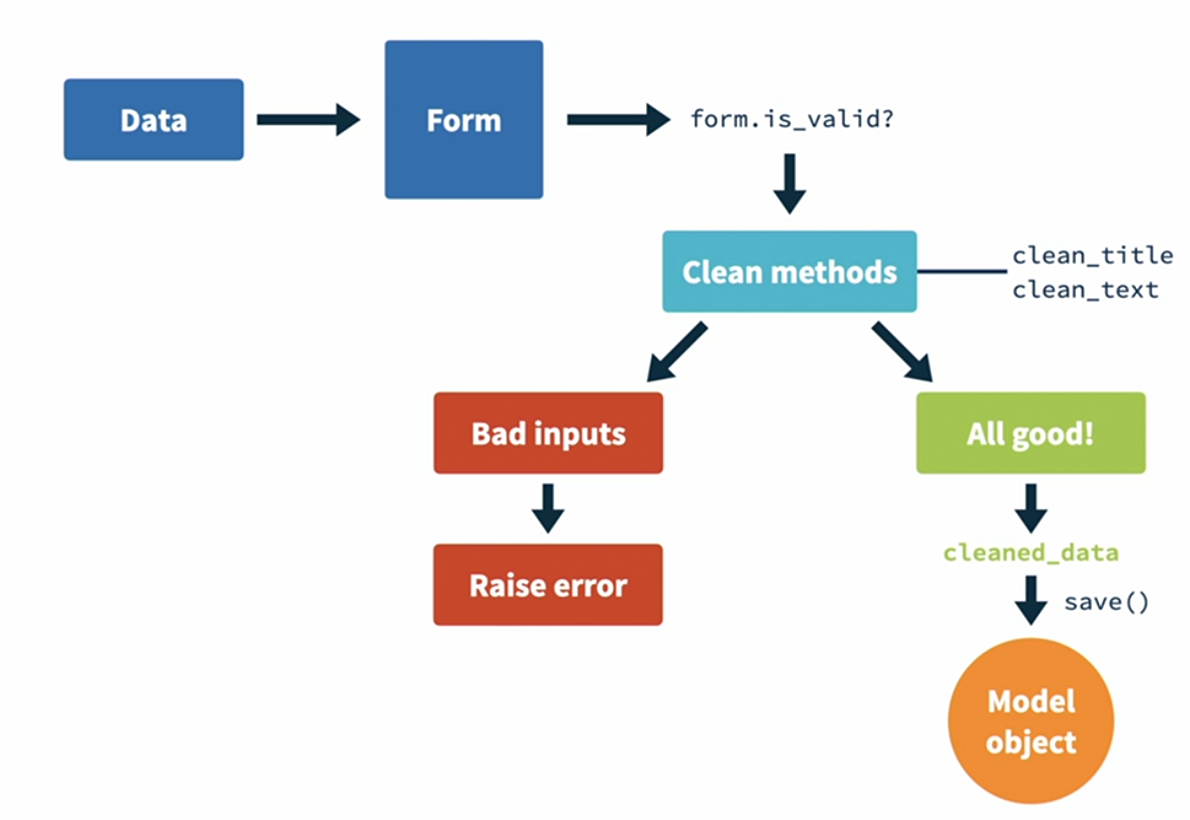 Data
Form
form.is_valid?
Clean methods
clean_title
clean_text
Bad inputs
All good!
Raise error
cleaned_data
save()
Model
object